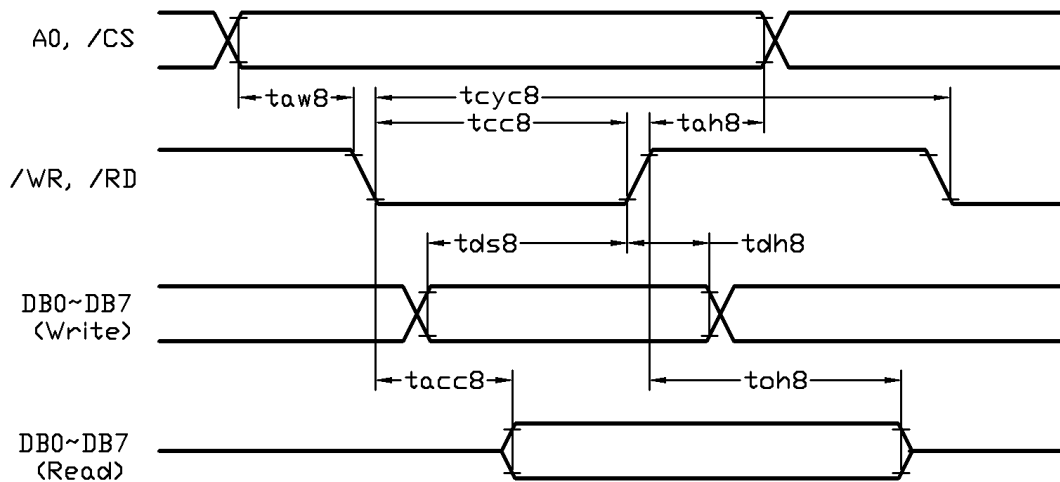 A0, /CS
taw8
tcyc8
tcc8
tah8
/WR, /RD
tds8
tdh8
DB0~DB7
(Write)
tacc8
toh8
DB0~DB7
(Read)